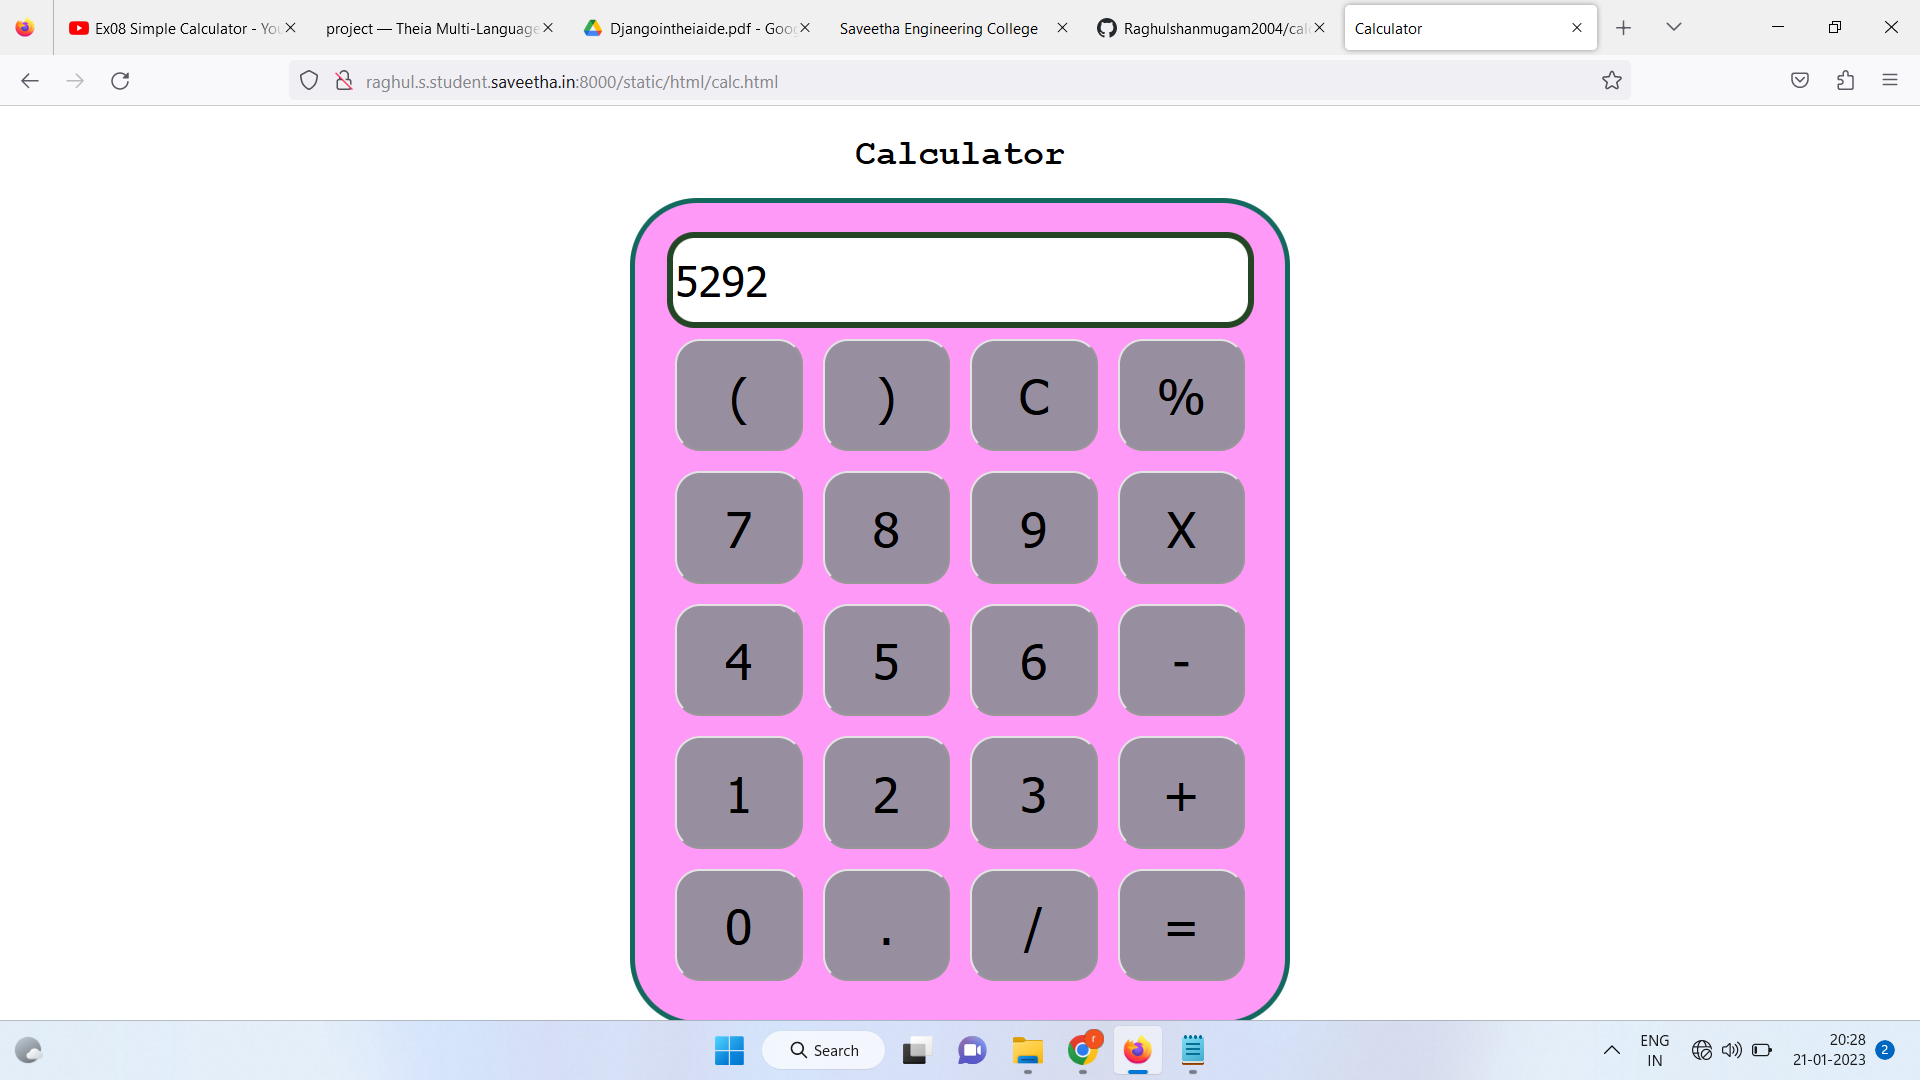 Ex08 Simple Calculator - You
project — Theia Multi-Language
Djangointheiaide.pdf - Goo
Saveetha Engineering College
Raghulshanmugam2004/calc
Calculator
raghul.s.student.saveetha.in:8000/static/html/calc.html
Calculator
5292
( ) C %
7 8 9 X
4 5 6 -
1 2 3 +
0 . / =
Search
r
ENG
IN
20:28
21-01-2023
2